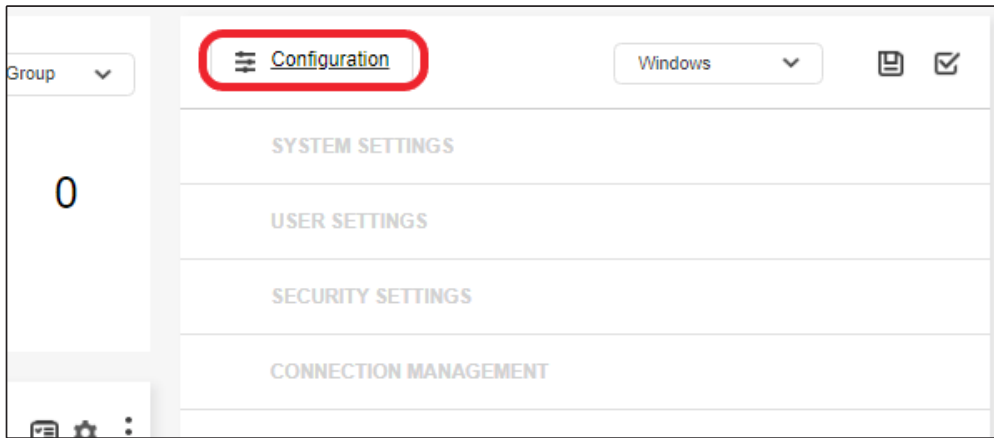 Configuration
Windows
Group
0
SYSTEM SETTINGS
USER SETTINGS
SECURITY SETTINGS
CONNECTION MANAGEMENT